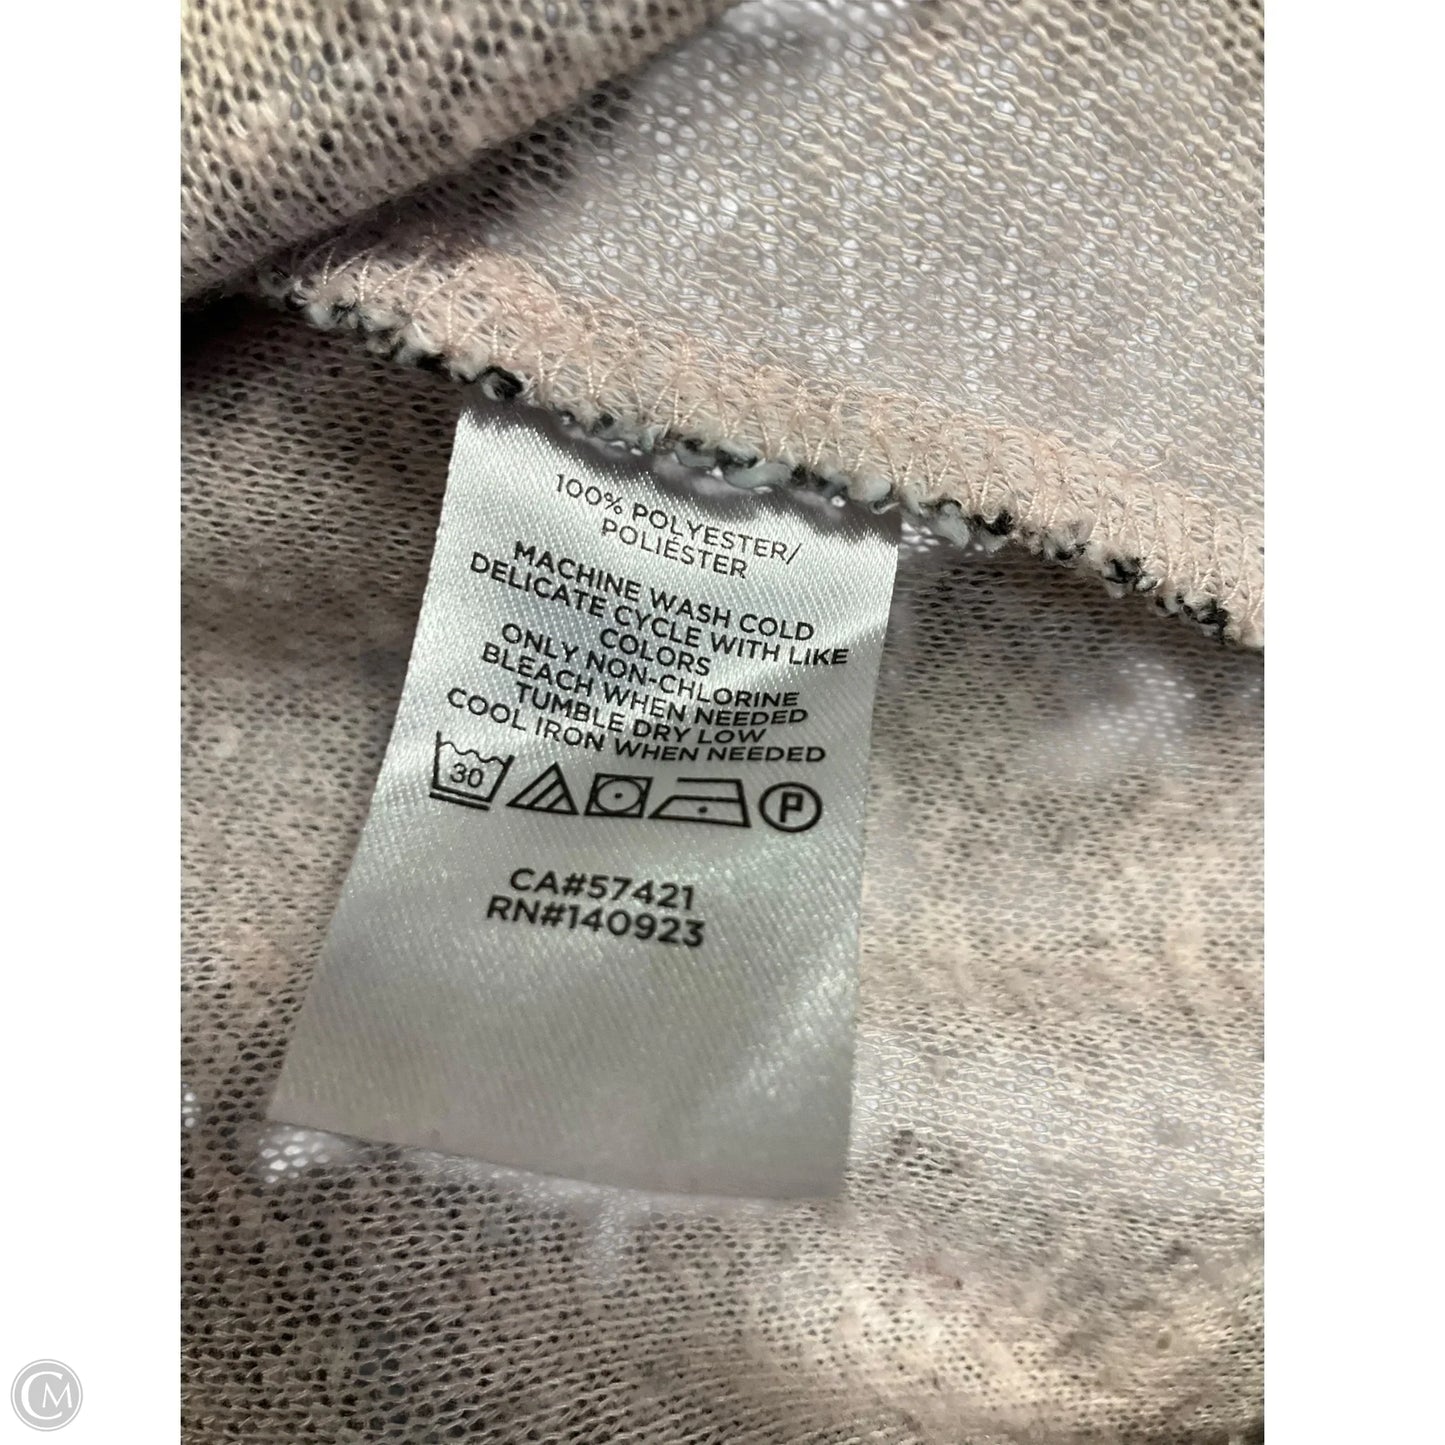 100% POLYESTER/
POLIÉSTER
MACHINE WASH COLD
DELICATE CYCLE WITH LIKE
COLORS
ONLY NON-CHLORINE
BLEACH WHEN NEEDED
TUMBLE DRY LOW
COOL IRON WHEN NEEDED
30 P
CA#57421
RN#140923
CM